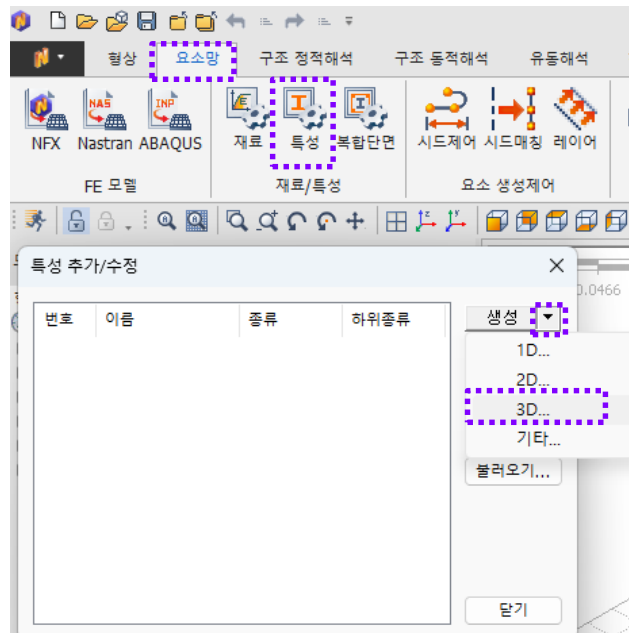 형상 요소망 구조 정적해석 구조 동적해석 유동해석
NAS INP
NFX Nastran ABAQUS 재료 특성 복합단면 시드제어 시드매칭 레이어
FE 모델 재료/특성 요소 생성제어
특성 추가/수정
0.0466
번호 이름 종류 하위종류 생성
1D...
2D...
3D...
기타...
불러오기...
닫기